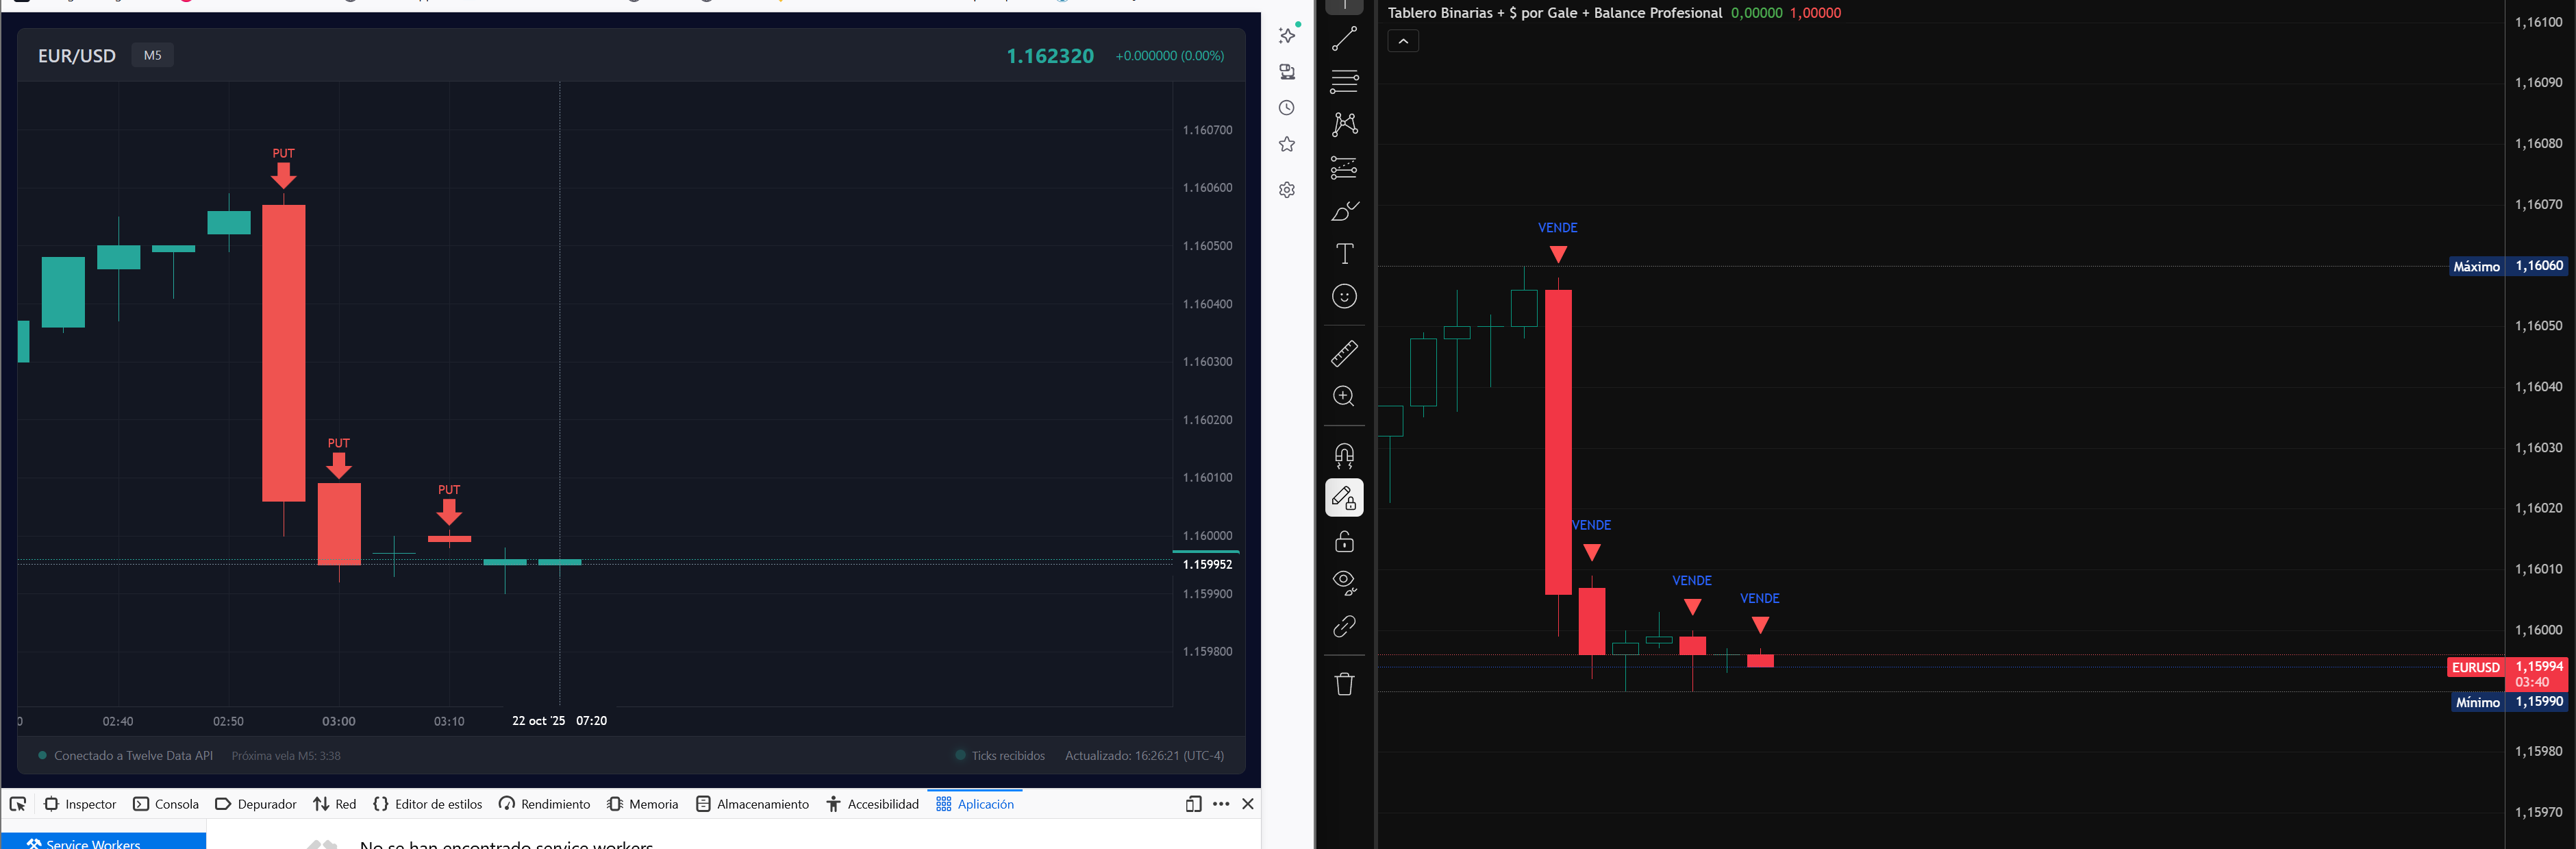 EUR/USD M5
1.162320 +0.000000 (0.00%)
1.160700
1.160600
1.160500
1.160400
1.160300
1.160200
1.160100
1.160000
1.159952
1.159900
1.159800
PUT
PUT
PUT
0 02:40 02:50 03:00 03:10 22 oct '25 07:20
Conectado a Twelve Data API Próxima vela M5: 3:38 Ticks recibidos Actualizado: 16:26:21 (UTC-4)
Inspector Consola Depurador Red Editor de estilos Rendimiento Memoria Almacenamiento Accesibilidad Aplicación
Service Workers
No se han encontrado service workers
Tablero Binarias + $ por Gale + Balance Profesional 0,00000 1,00000
VENDE
VENDE
VENDE
VENDE
1,16100
1,16090
1,16080
1,16070
Máximo 1,16060
1,16050
1,16040
1,16030
1,16020
1,16010
1,16000
EURUSD 1,15994
03:40
Mínimo 1,15990
1,15980
1,15970